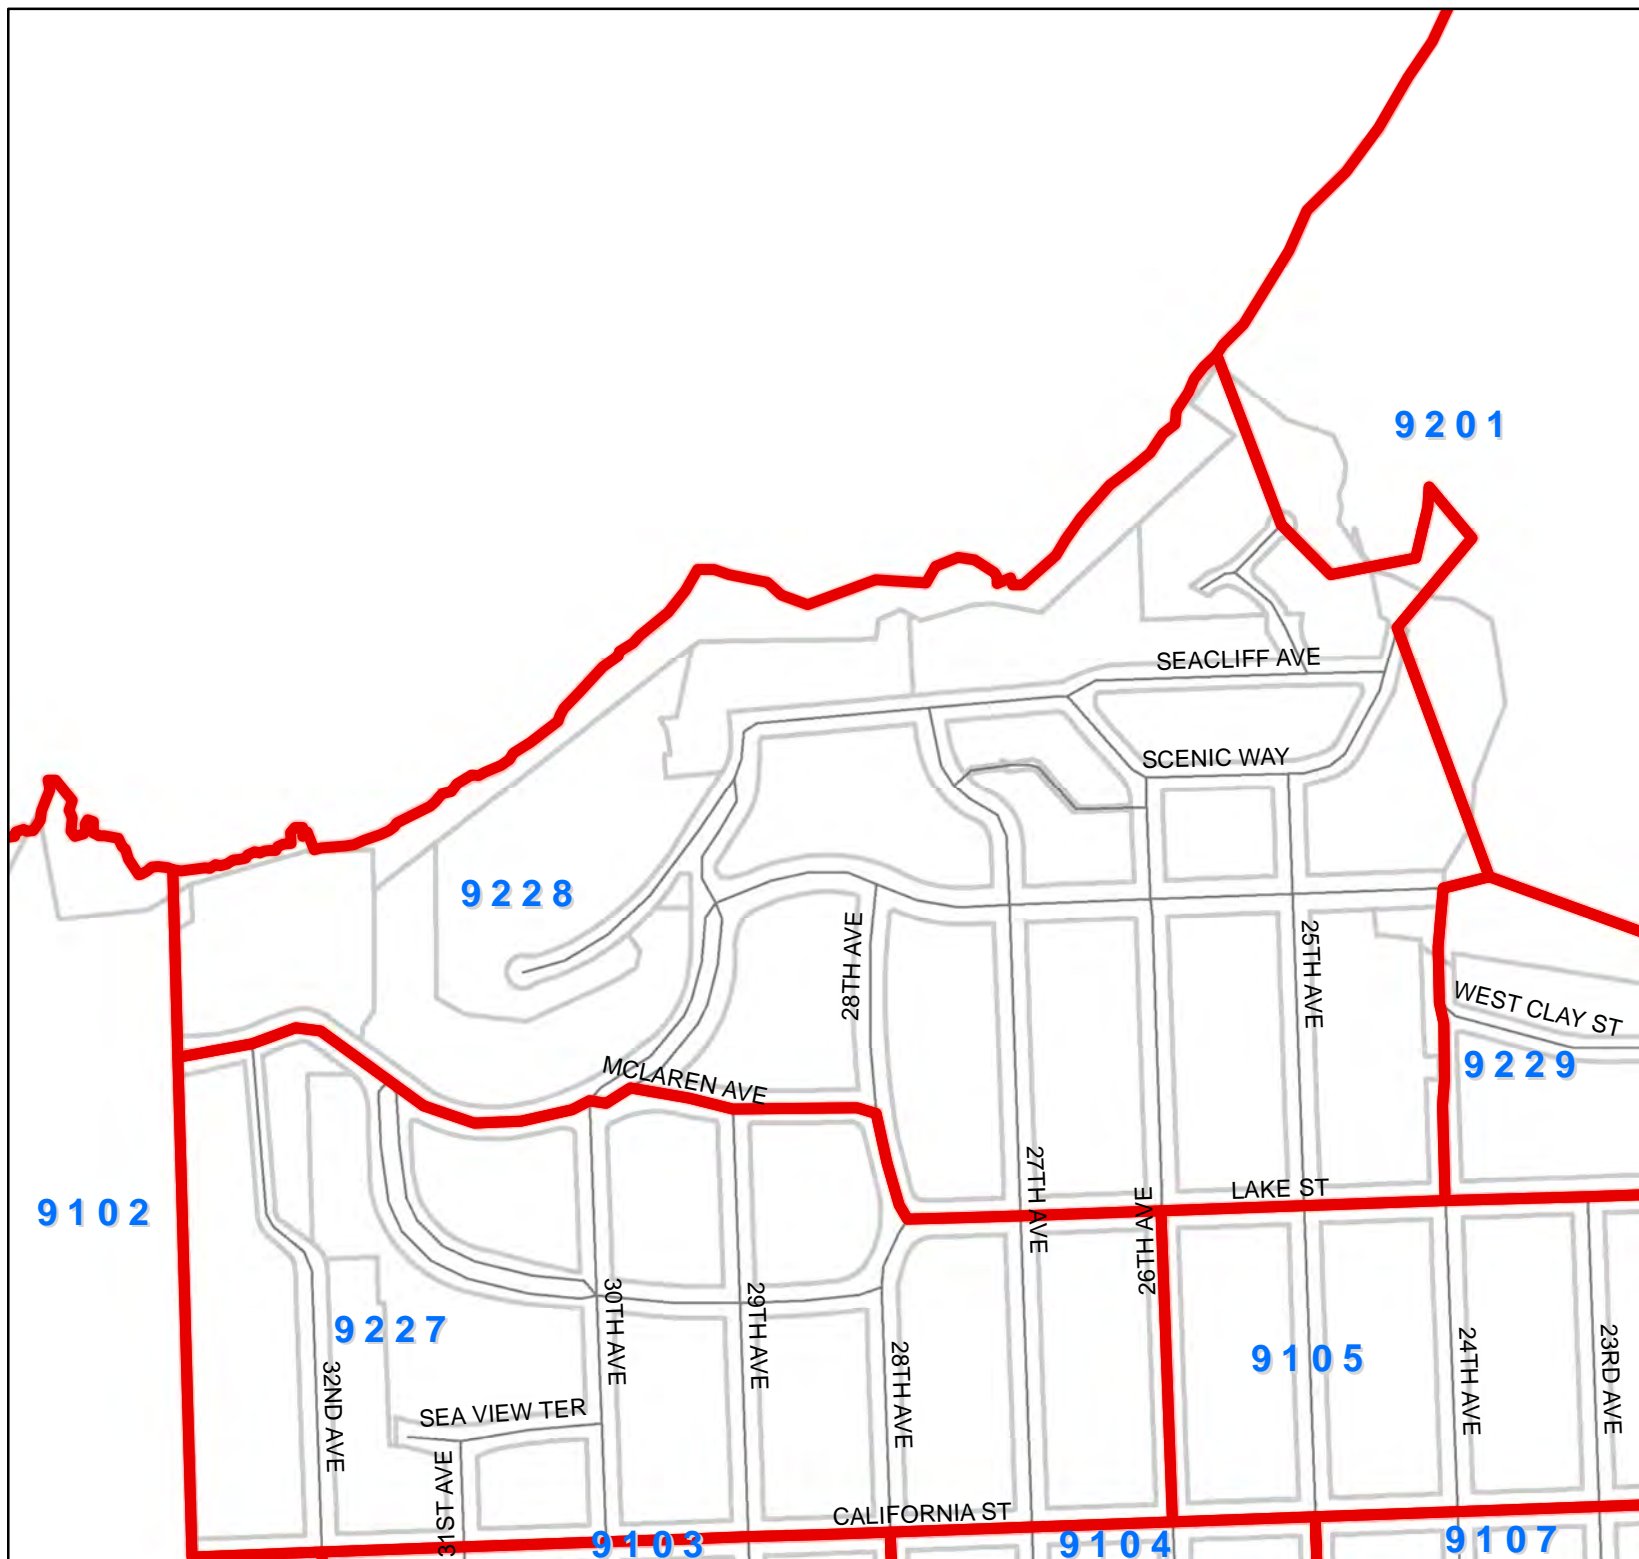 9201
SEACLIFF AVE
SCENIC WAY
9228
28TH AVE
25TH AVE
WEST CLAY ST
9229
MCLAREN AVE
27TH AVE
26TH AVE
LAKE ST
9102
30TH AVE
29TH AVE
9227
28TH AVE
9105
24TH AVE
23RD AVE
32ND AVE
SEA VIEW TER
31ST AVE
CALIFORNIA ST
9103
9104
9107